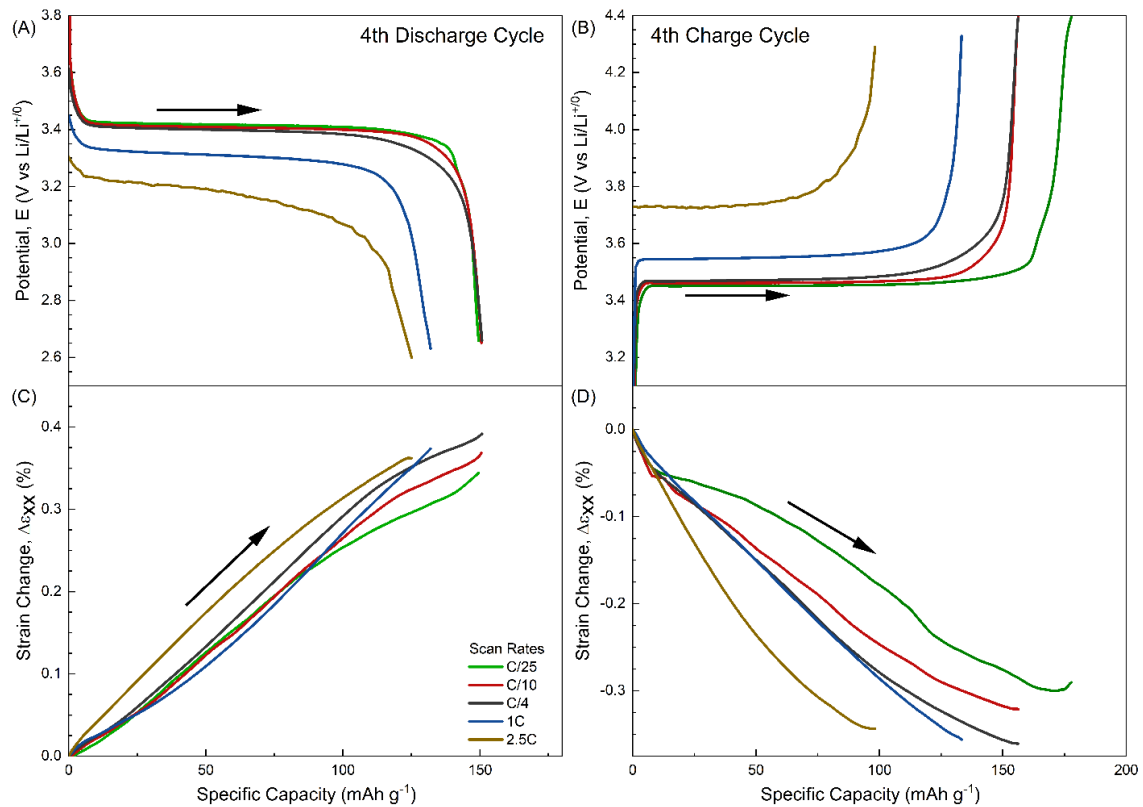 (A)
4th Discharge Cycle
3.8
3.6
3.4
3.2
3.0
2.8
2.6
Potential, E (V vs Li/Li+/0)
(B)
4th Charge Cycle
4.4
4.2
4.0
3.8
3.6
3.4
3.2
Potential, E (V vs Li/Li+/0)
(C)
0.4
0.3
0.2
0.1
0.0
Strain Change, Δεxx (%)
Scan Rates
C/25
C/10
C/4
1C
2.5C
0
50
100
150
Specific Capacity (mAh g-1)
(D)
0.0
-0.1
-0.2
-0.3
Strain Change, Δεxx (%)
0
50
100
150
200
Specific Capacity (mAh g-1)